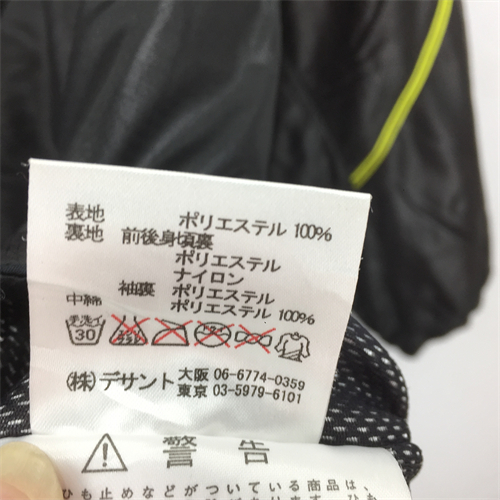 表地 ポリエステル 100%
裏地 前後身頃裏
ポリエステル
ナイロン
袖裏 ポリエステル
中綿 ポリエステル 100%
手洗イ
30
(株)デサント 大阪 06-6774-0359
東京 03-5979-6101
警告
ひも止めなどがついている商品は、